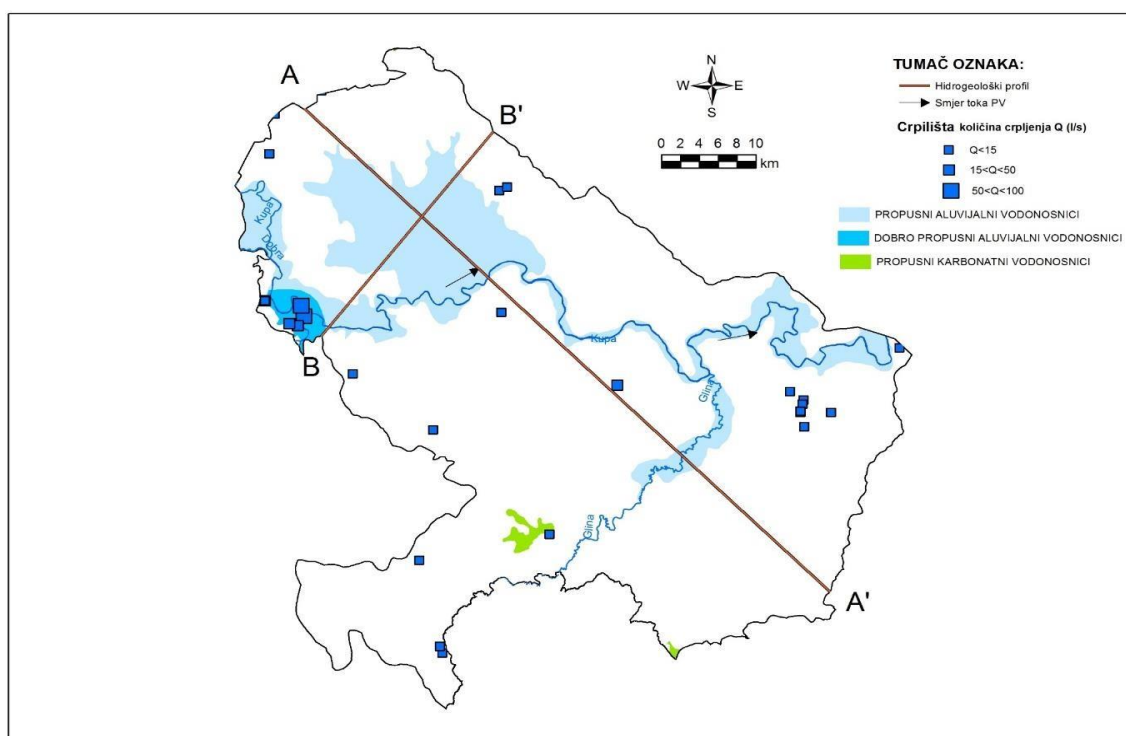 A
B'
N
W E
S
0 2 4 6 8 10
km
TUMAČ OZNAKA:
Hidrogeološki profil
Smjer toka PV
Crpilišta količina crpljenja Q (l/s)
Q<15
15<Q<50
50<Q<100
PROPUSNI ALUVIJALNI VODONOSNICI
DOBRO PROPUSNI ALUVIJALNI VODONOSNICI
PROPUSNI KARBONATNI VODONOSNICI
Kupa
Dobra
B
Kupa
Glina
Glina
A'